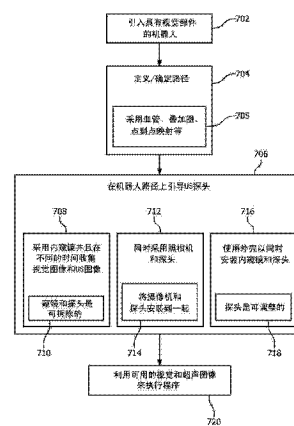 引入具有视觉部件
的机器人
702
定义/确定路径
704
采用血管、叠加器、
点到点映射等
705
706
在机器人路径上引导US探头
708
采用内窥镜并且在
不同的时间收集
视觉图像和US图像
窥镜和探头是
可移除的
710
712
同时采用照相机
和探头
将摄像机和
探头安装到一起
714
716
使用外壳以同时
安装内窥镜和探头
探头是可调整的
718
利用可用的视觉和超声图像
来执行程序
720